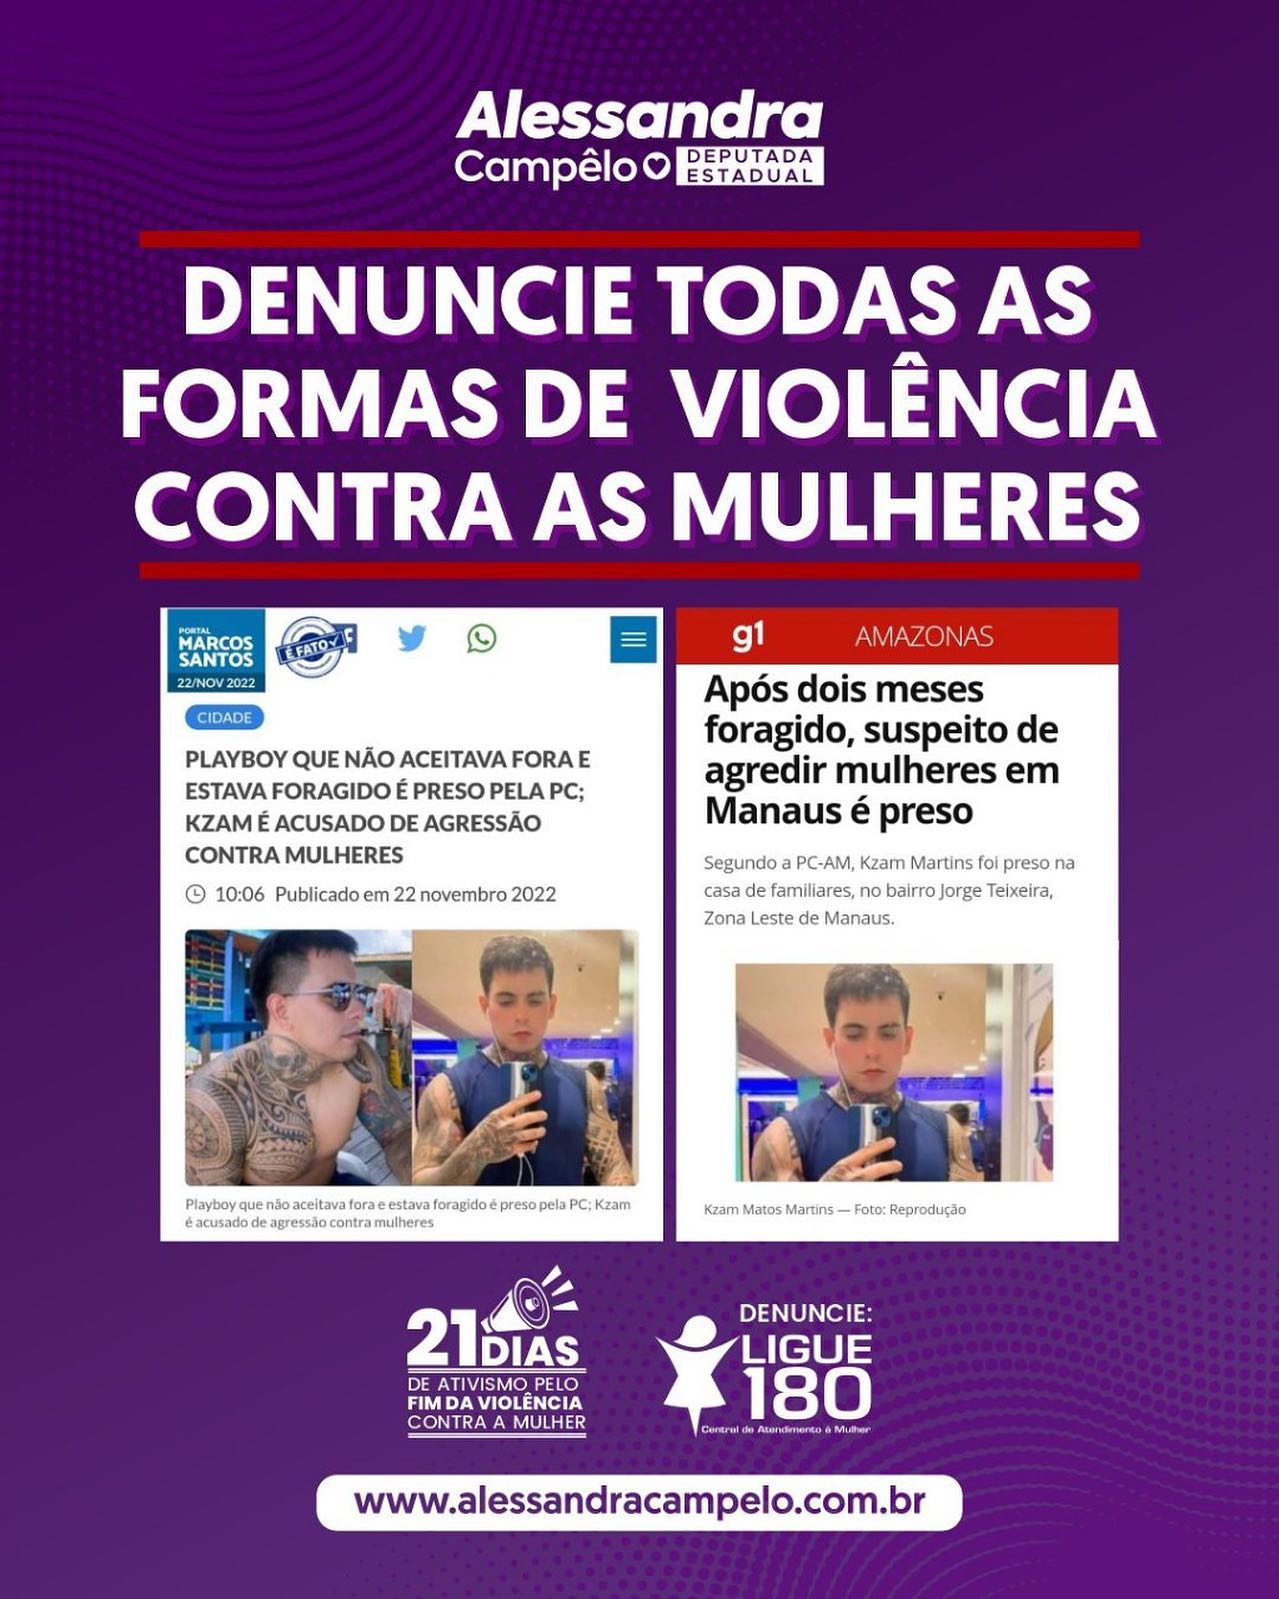 Alessandra
Campêlo DEPUTADA ESTADUAL
DENUNCIE TODAS AS
FORMAS DE VIOLÊNCIA
CONTRA AS MULHERES
PORTAL
MARCOS
SANTOS
22/NOV 2022
É FATO
CIDADE
PLAYBOY QUE NÃO ACEITAVA FORA E
ESTAVA FORAGIDO É PRESO PELA PC;
KZAM É ACUSADO DE AGRESSÃO
CONTRA MULHERES
10:06 Publicado em 22 novembro 2022
Playboy que não aceitava fora e estava foragido é preso pela PC; Kzam
é acusado de agressão contra mulheres
g1 AMAZONAS
Após dois meses
foragido, suspeito de
agredir mulheres em
Manaus é preso
Segundo a PC-AM, Kzam Martins foi preso na
casa de familiares, no bairro Jorge Teixeira,
Zona Leste de Manaus.
Kzam Matos Martins — Foto: Reprodução
21 DIAS
DE ATIVISMO PELO
FIM DA VIOLÊNCIA
CONTRA A MULHER
DENUNCIE:
LIGUE
180
Central de Atendimento à Mulher
www.alessandracampelo.com.br